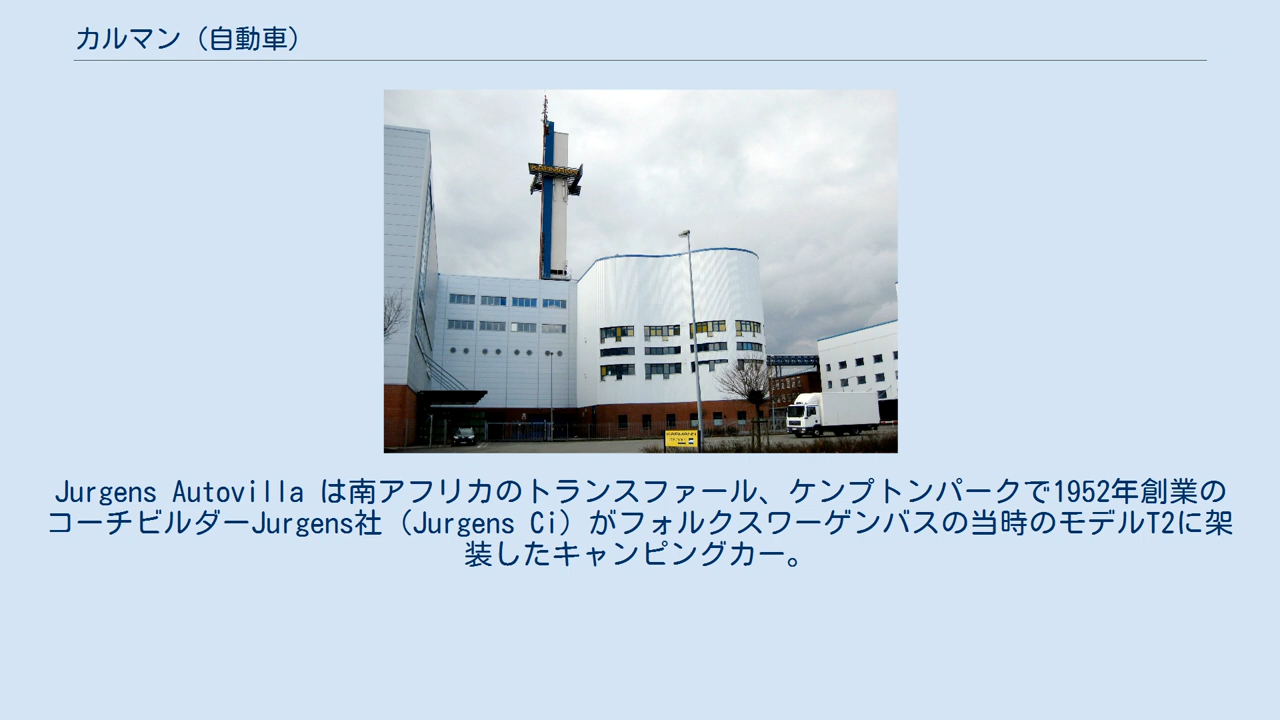 カルマン（自動車）
Jurgens Autovilla は南アフリカのトランスファール、ケンプトンパークで1952年創業の
コーチビルダーJurgens社（Jurgens Ci）がフォルクスワーゲンバスの当時のモデルT2に架
装したキャンピングカー。